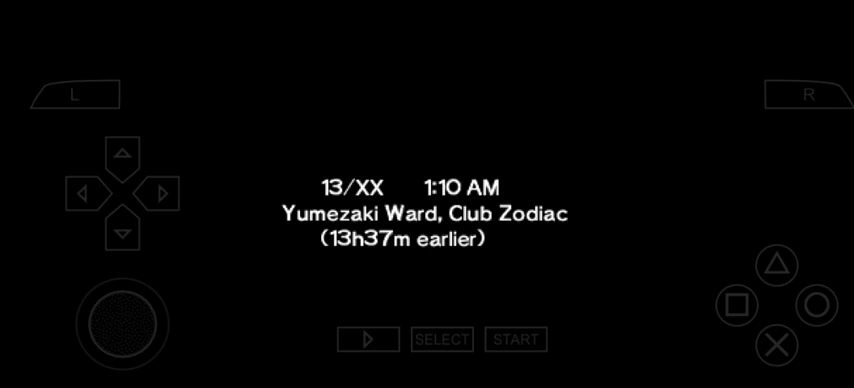 L
R
13/XX 1:10 AM
Yumezaki Ward, Club Zodiac
(13h37m earlier)
SELECT
START